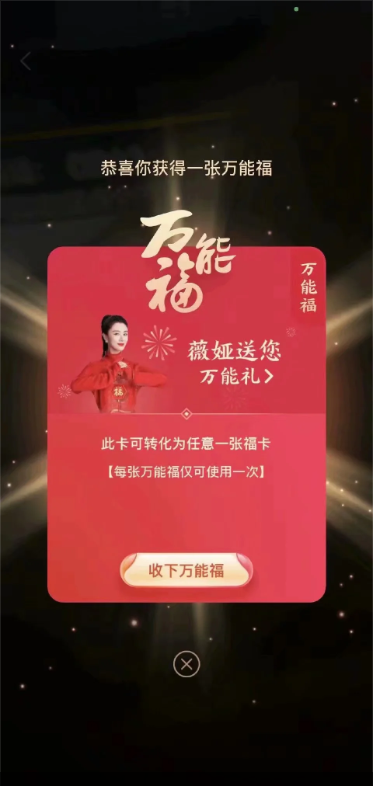 恭喜你获得一张万能福
万能福
万能福
薇娅送您
万能礼>
此卡可转化为任意一张福卡
【每张万能福仅可使用一次】
收下万能福